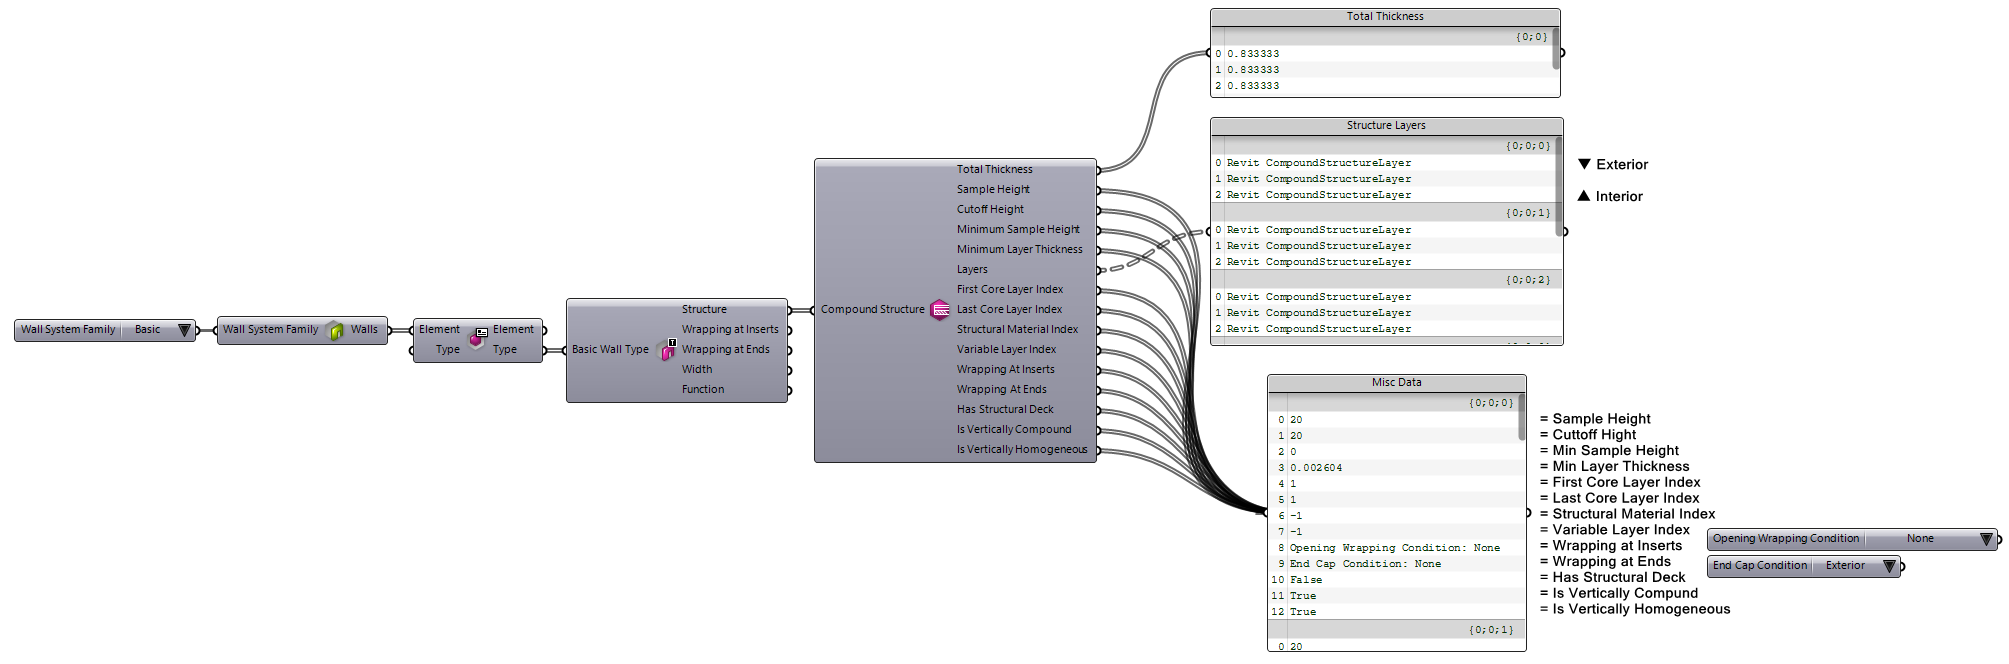 Wall System Family Basic
Wall System Family Walls
Element Element
Type Type
Basic Wall Type
Structure
Wrapping at Inserts
Wrapping at Ends
Width
Function
Compound Structure
Total Thickness
Sample Height
Cutoff Height
Minimum Sample Height
Minimum Layer Thickness
Layers
First Core Layer Index
Last Core Layer Index
Structural Material Index
Variable Layer Index
Wrapping At Inserts
Wrapping At Ends
Has Structural Deck
Is Vertically Compound
Is Vertically Homogeneous
Total Thickness
{0;0}
0 0.833333
1 0.833333
2 0.833333
Structure Layers
{0;0;0}
0 Revit CompoundStructureLayer
1 Revit CompoundStructureLayer
2 Revit CompoundStructureLayer
{0;0;1}
0 Revit CompoundStructureLayer
1 Revit CompoundStructureLayer
2 Revit CompoundStructureLayer
{0;0;2}
0 Revit CompoundStructureLayer
1 Revit CompoundStructureLayer
2 Revit CompoundStructureLayer
▼ Exterior
▲ Interior
Misc Data
{0;0;0}
0 20
1 20
2 0
3 0.002604
4 1
5 1
6 -1
7 -1
8 Opening Wrapping Condition: None
9 End Cap Condition: None
10 False
11 True
12 True
{0;0;1}
0 20
= Sample Height
= Cuttoff Hight
= Min Sample Height
= Min Layer Thickness
= First Core Layer Index
= Last Core Layer Index
= Structural Material Index
= Variable Layer Index
= Wrapping at Inserts
= Wrapping at Ends
= Has Structural Deck
= Is Vertically Compund
= Is Vertically Homogeneous
Opening Wrapping Condition None
End Cap Condition Exterior